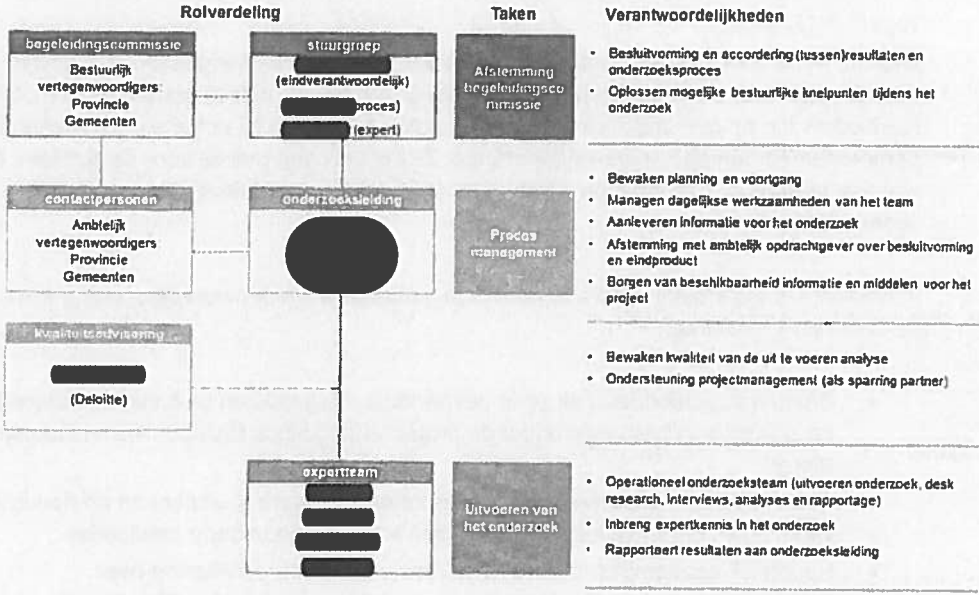 Rolverdeling
Taken
Verantwoordelijkheden
begeleidingscommissie
Bestuurlijk
vertegenwoordigers
Provincie
Gemeenten
stuurgroep
(eindverantwoordelijk)
proces)
(expert)
Afstemming
begeleidingsco
mmissie
• Besluitvorming en accordering (tussen)resultaten en
onderzoeksproces
• Oplossen mogelijke bestuurlijke knelpunten tijdens het
onderzoek
contactpersonen
Ambtelijk
vertegenwoordigers
Provincie
Gemeenten
onderzoeksleiding
Proces
management
• Bewaken planning en voortgang
• Managen dagelijkse werkzaamheden van het team
• Aanleveren informatie voor het onderzoek
• Afstemming met ambtelijk opdrachtgever over besluitvorming
en eindproduct
• Borgen van beschikbaarheid informatie en middelen voor het
project
kwaliteitsadvisering
(Deloitte)
• Bewaken kwaliteit van de uit te voeren analyse
• Ondersteuning projectmanagement (als sparring partner)
expertteam
Uitvoeren van
het onderzoek
• Operationeel onderzoeksteam (uitvoeren onderzoek, desk
research, interviews, analyses en rapportage)
• Inbreng expertkennis in het onderzoek
• Rapporteert resultaten aan onderzoeksleiding